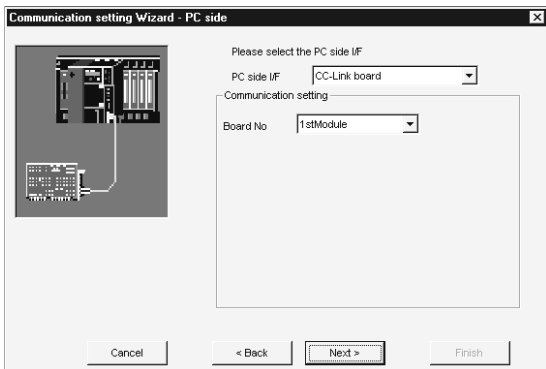 Communication setting Wizard - PC side
Please select the PC side I/F
PC side I/F CC-Link board
Communication setting
Board No 1stModule
Cancel < Back Next > Finish